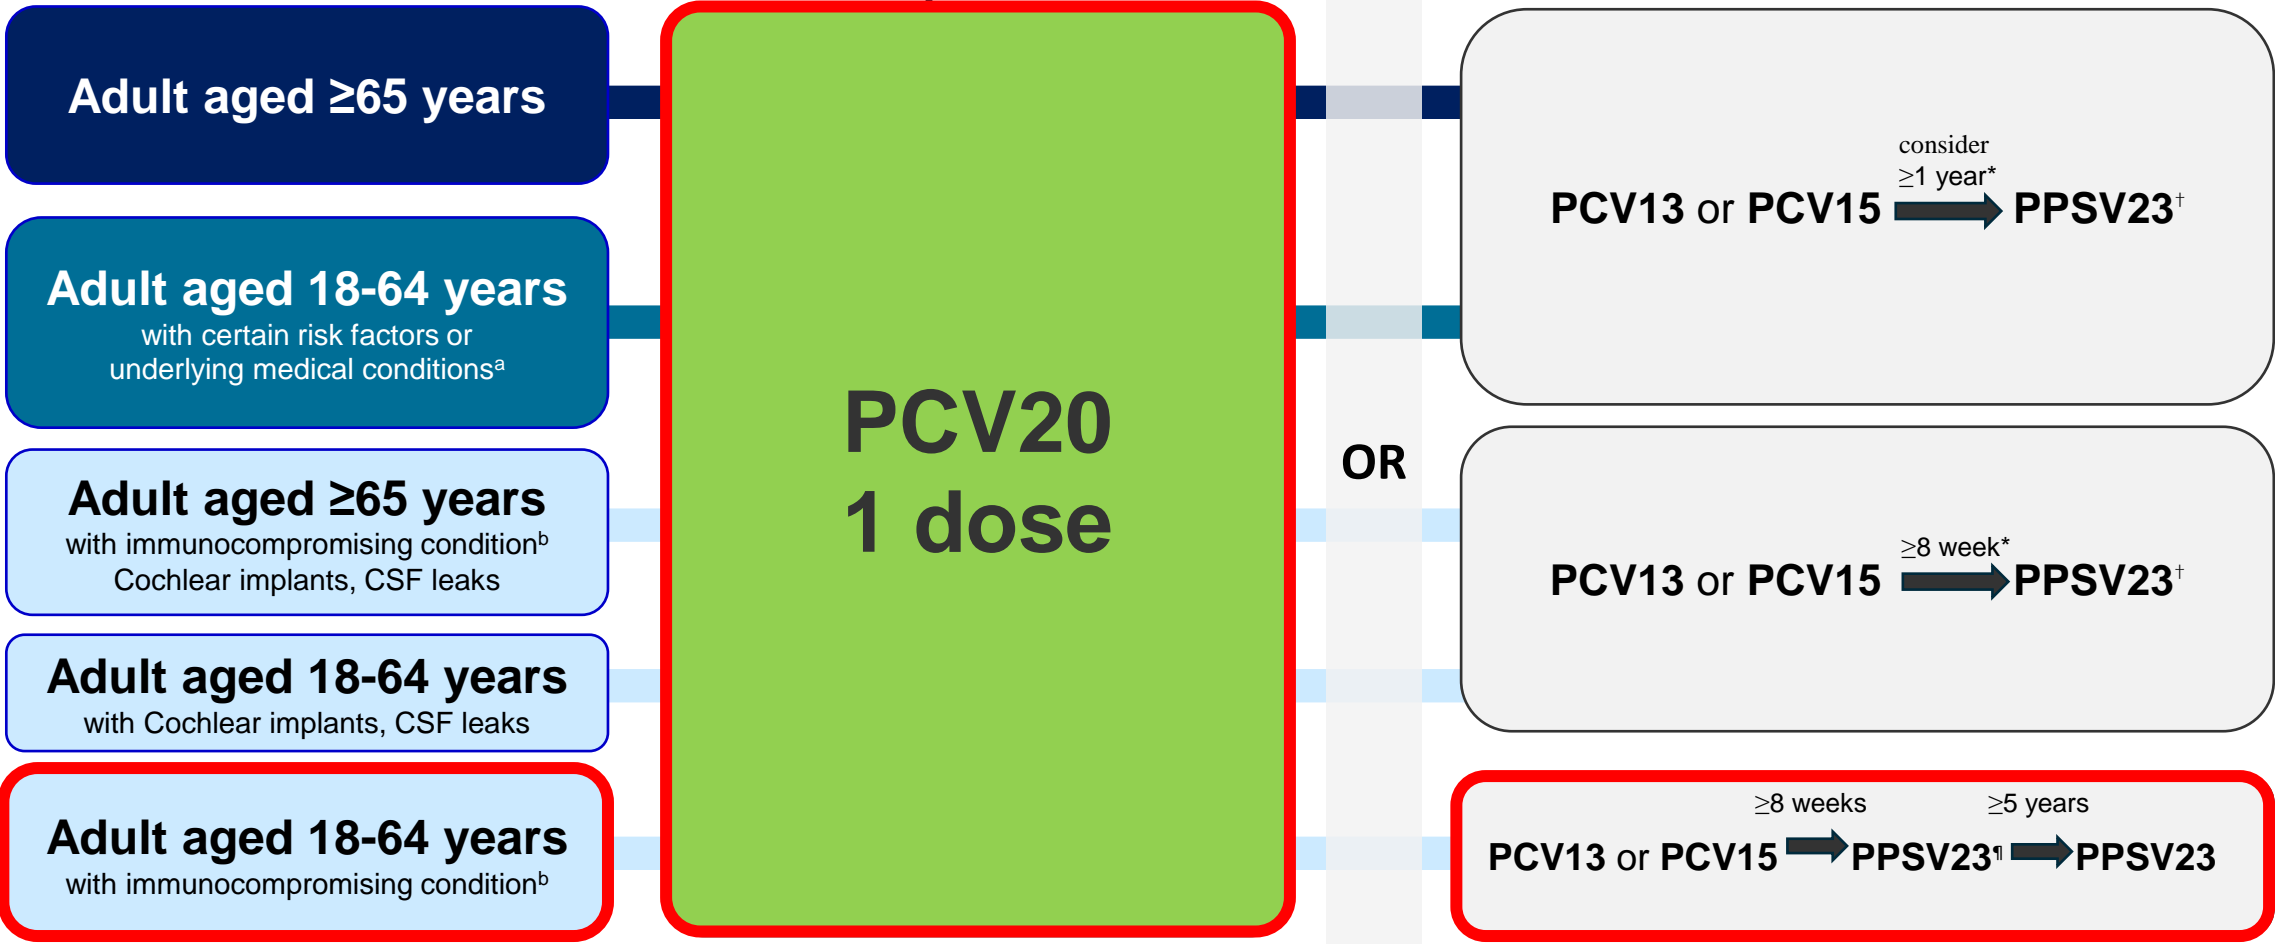 Adult aged ≥65 years
Adult aged 18-64 years
with certain risk factors or
underlying medical conditionsᵃ
Adult aged ≥65 years
with immunocompromising conditionᵇ
Cochlear implants, CSF leaks
Adult aged 18-64 years
with Cochlear implants, CSF leaks
Adult aged 18-64 years
with immunocompromising conditionᵇ
PCV20
1 dose
OR
consider
≥1 year*
PCV13 or PCV15 PPSV23†
≥8 week*
PCV13 or PCV15 PPSV23†
≥8 weeks ≥5 years
PCV13 or PCV15 PPSV23¶ PPSV23